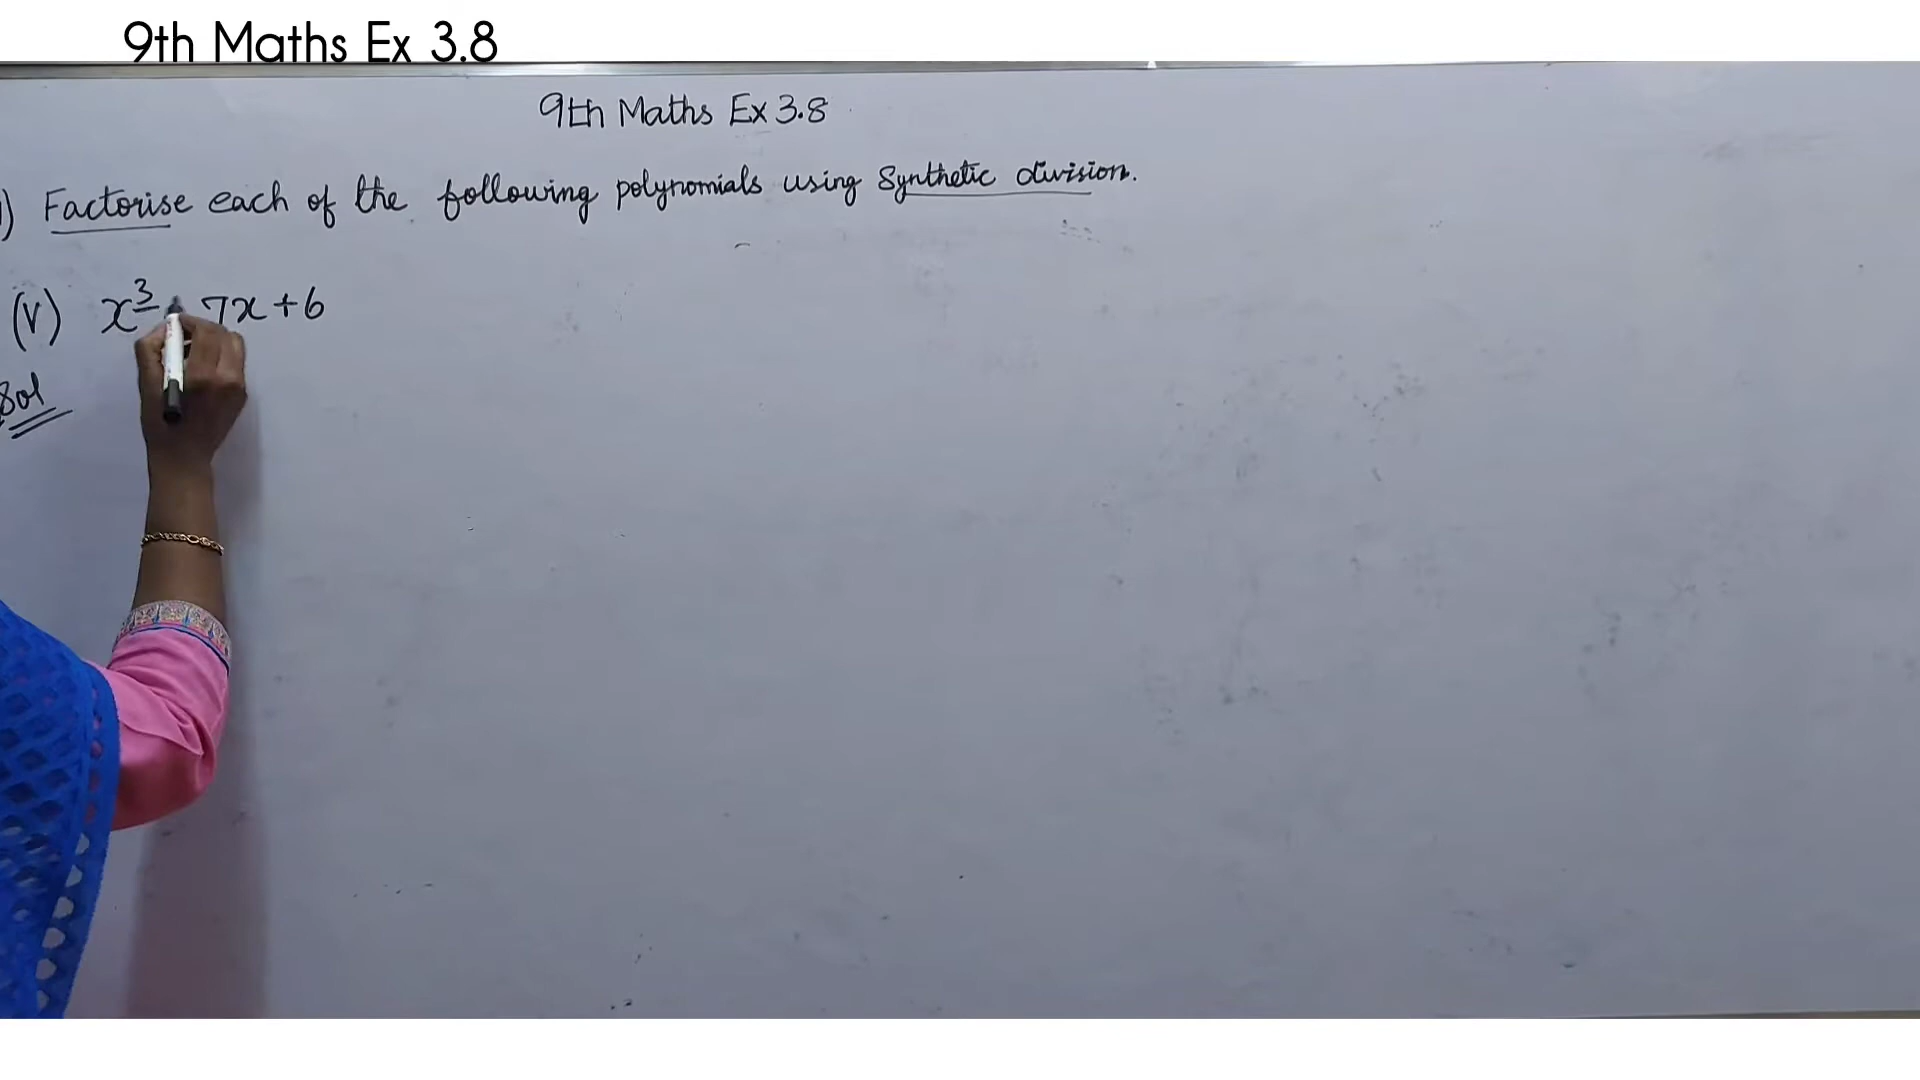 9th Maths Ex 3.8
9th Maths Ex 3.8
) Factorise each of the following polynomials using Synthetic division.
(v) x³ - 7x + 6
Sol